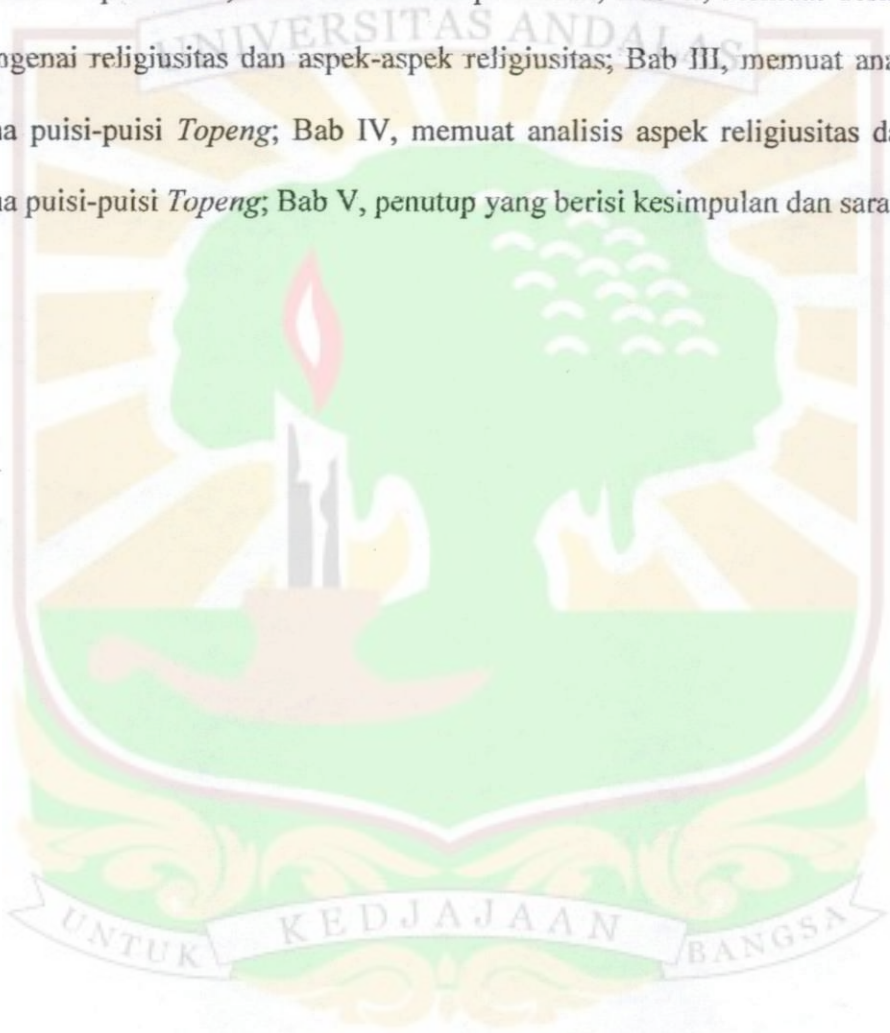 UNIVERSITAS ANDALAS
ngenai religiusitas dan aspek-aspek religiusitas; Bab III, memuat ana
na puisi-puisi Topeng; Bab IV, memuat analisis aspek religiusitas da
na puisi-puisi Topeng; Bab V, penutup yang berisi kesimpulan dan sara
UNTUK KEDJAJAAN BANGSA